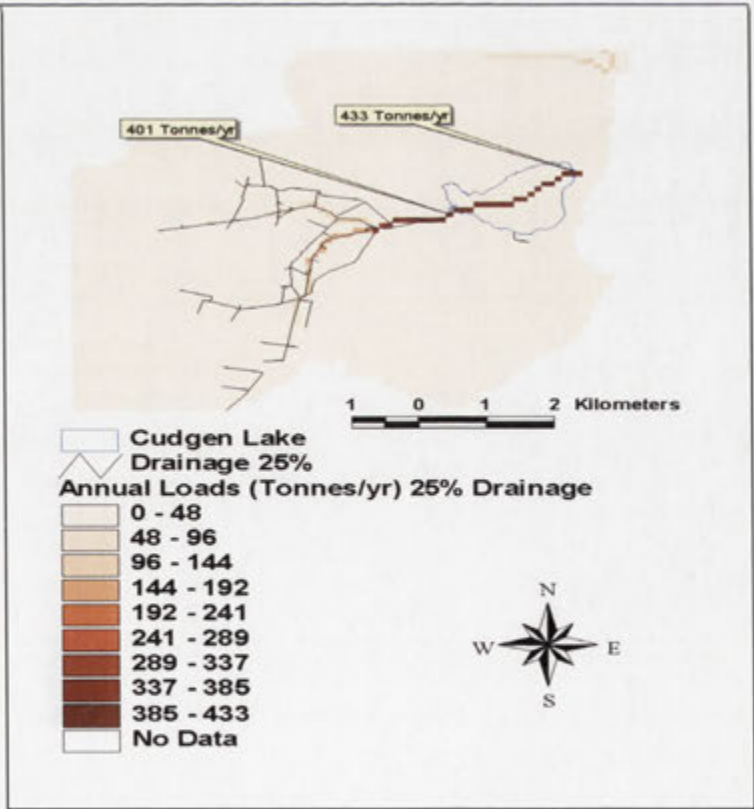 433 Tonnes/yr
401 Tonnes/yr
1 0 1 2 Kilometers
Cudgen Lake
Drainage 25%
Annual Loads (Tonnes/yr) 25% Drainage
0 - 48
48 - 96
96 - 144
144 - 192
192 - 241
241 - 289
289 - 337
337 - 385
385 - 433
No Data
N
W E
S